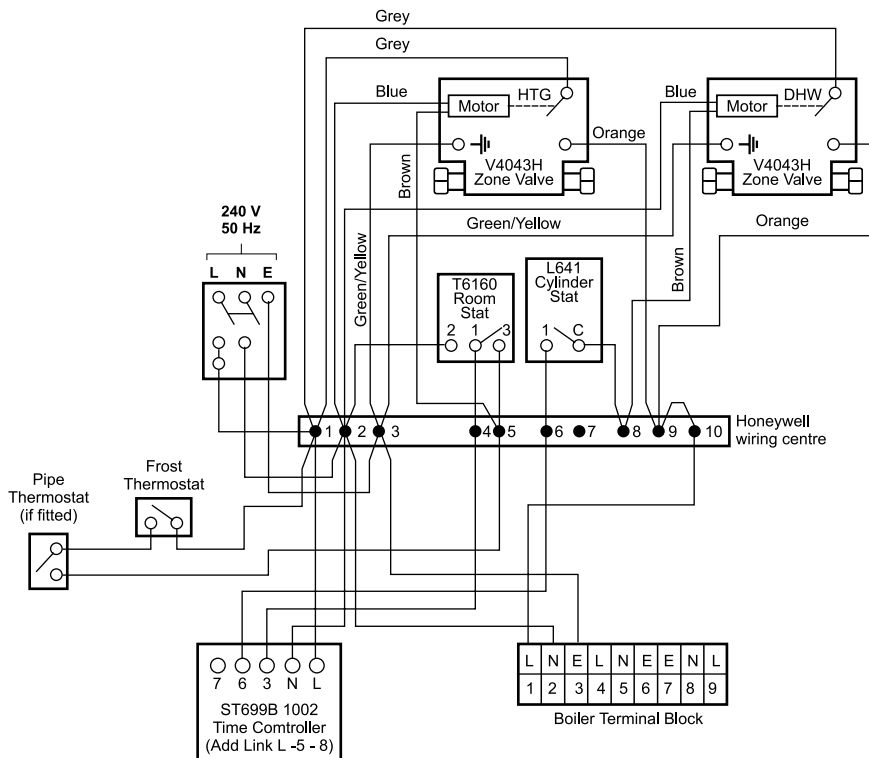 Grey
Grey
Blue
Motor
HTG
Orange
V4043H
Zone Valve
Brown
Blue
Motor
DHW
V4043H
Zone Valve
Orange
Green/Yellow
Green/Yellow
Brown
240 V
50 Hz
L N E
T6160
Room
Stat
2 1 3
L641
Cylinder
Stat
1 C
1 2 3 4 5 6 7 8 9 10
Honeywell
wiring centre
Pipe
Thermostat
(if fitted)
Frost
Thermostat
7 6 3 N L
ST699B 1002
Time Comtroller
(Add Link L -5 - 8)
L N E L N E E N L
1 2 3 4 5 6 7 8 9
Boiler Terminal Block